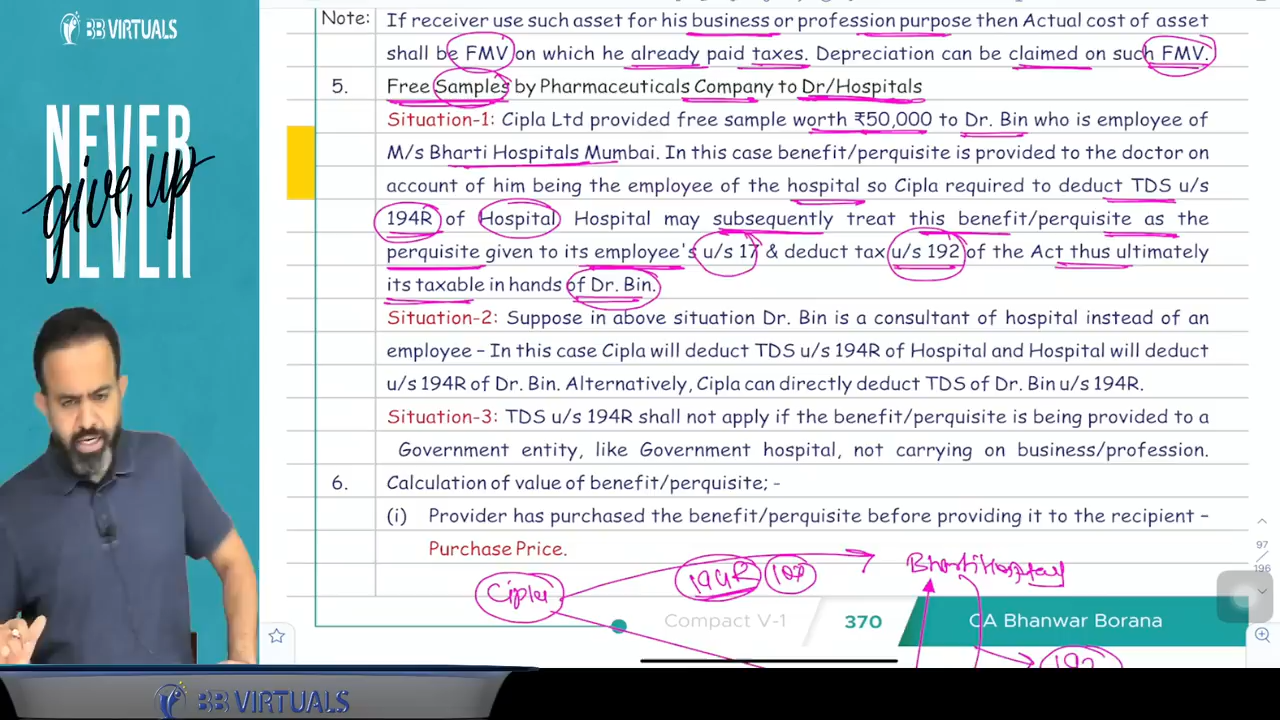 BB VIRTUALS
NEVER
give up
NEVER
Note: If receiver use such asset for his business or profession purpose then Actual cost of asset
shall be FMV on which he already paid taxes. Depreciation can be claimed on such FMV.
5. Free Samples by Pharmaceuticals Company to Dr/Hospitals
Situation-1: Cipla Ltd provided free sample worth ₹50,000 to Dr. Bin who is employee of
M/s Bharti Hospitals Mumbai. In this case benefit/perquisite is provided to the doctor on
account of him being the employee of the hospital so Cipla required to deduct TDS u/s
194R of Hospital Hospital may subsequently treat this benefit/perquisite as the
perquisite given to its employee's u/s 17 & deduct tax u/s 192 of the Act thus ultimately
its taxable in hands of Dr. Bin.
Situation-2: Suppose in above situation Dr. Bin is a consultant of hospital instead of an
employee – In this case Cipla will deduct TDS u/s 194R of Hospital and Hospital will deduct
u/s 194R of Dr. Bin. Alternatively, Cipla can directly deduct TDS of Dr. Bin u/s 194R.
Situation-3: TDS u/s 194R shall not apply if the benefit/perquisite is being provided to a
Government entity, like Government hospital, not carrying on business/profession.
6. Calculation of value of benefit/perquisite; -
(i) Provider has purchased the benefit/perquisite before providing it to the recipient –
Purchase Price.
Cipla 194R Bharti Hospital
97
196
Compact V-1 370 CA Bhanwar Borana
192
BB VIRTUALS